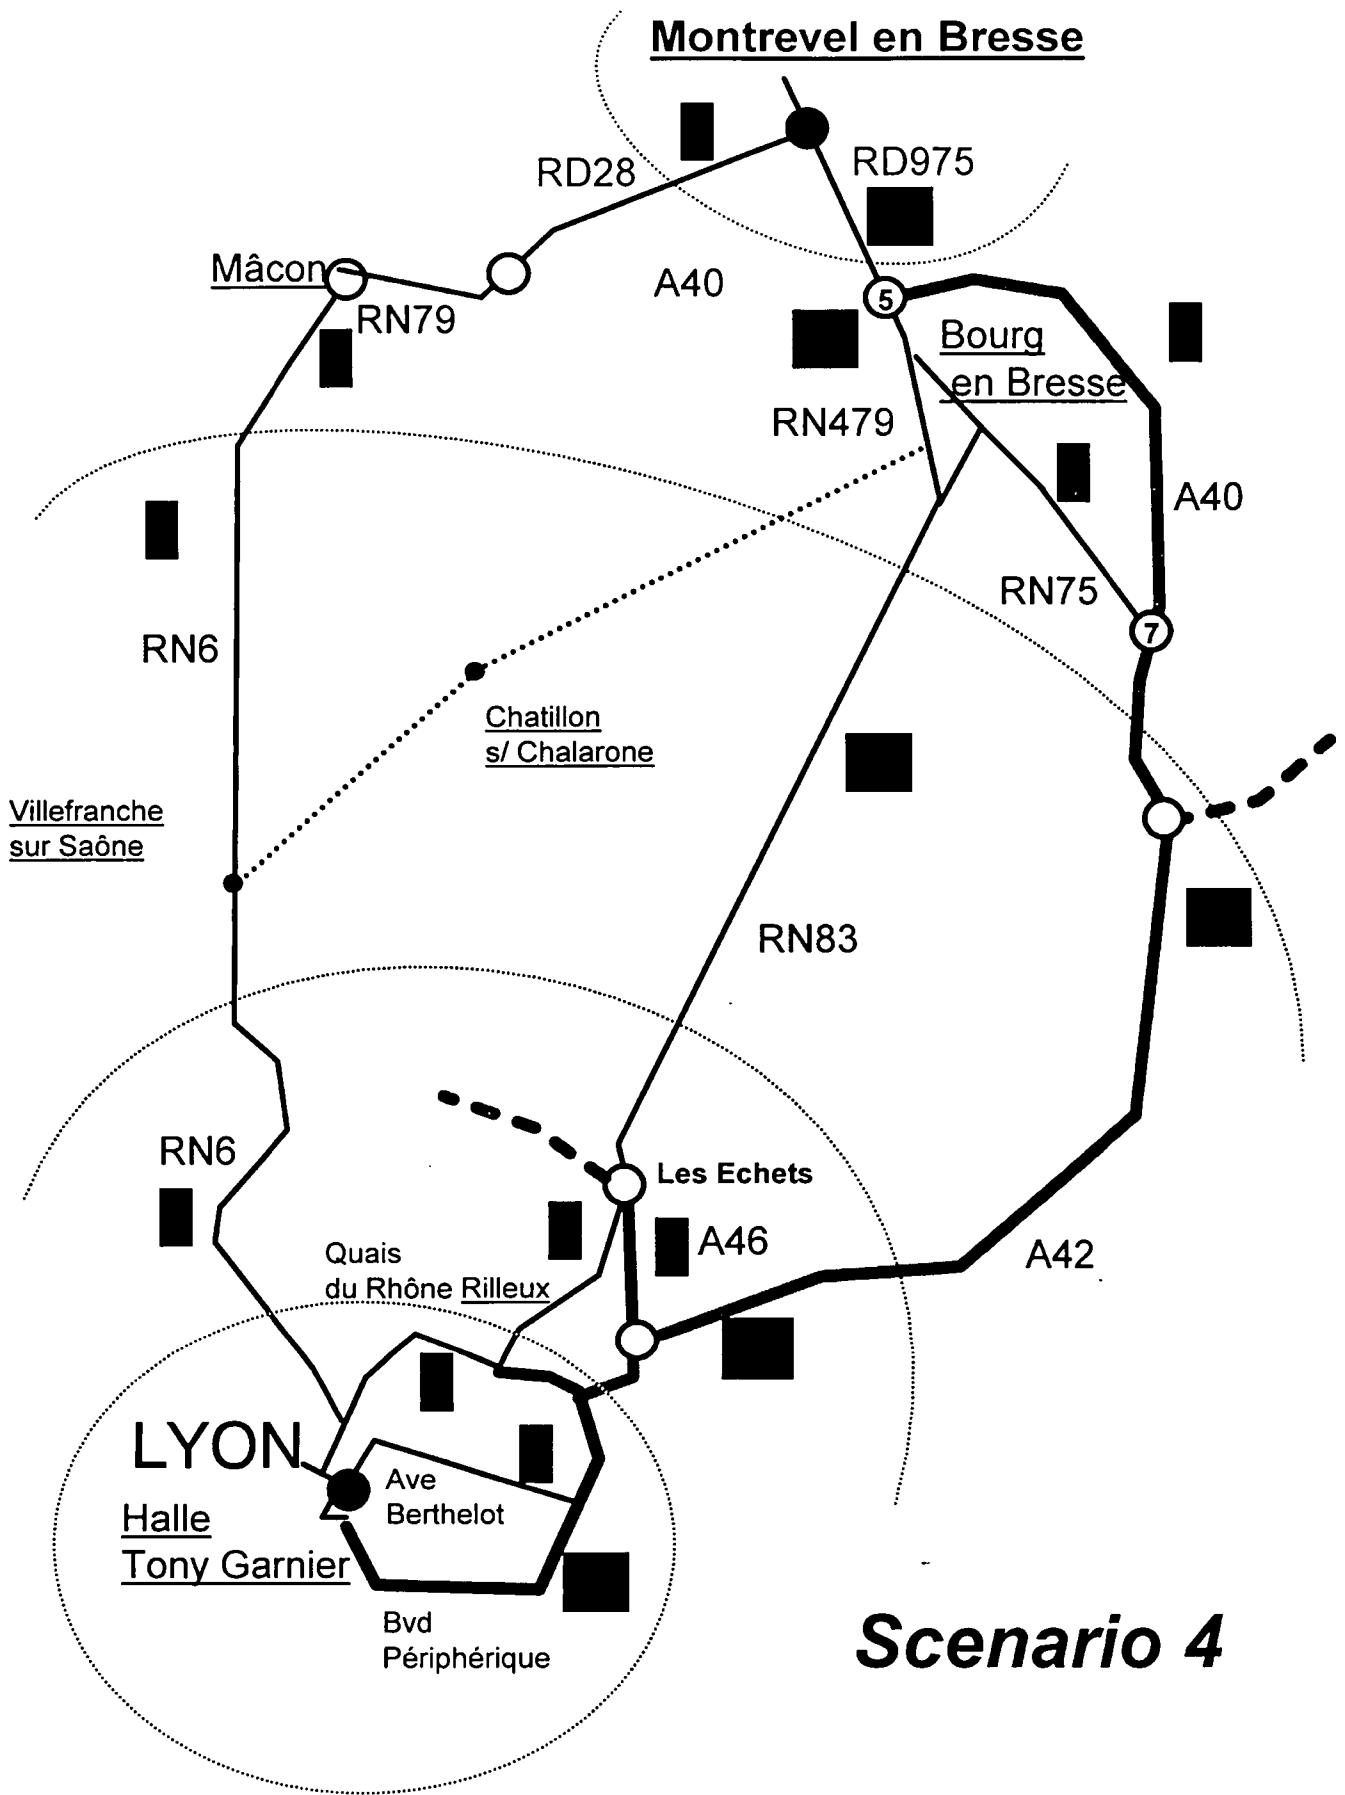 Montrevel en Bresse
RD28
RD975
Mâcon
A40
RN79
5
Bourg
en Bresse
RN479
A40
RN75
7
RN6
Chatillon
s/ Chalarone
Villefranche
sur Saône
RN83
RN6
Les Echets
A46
A42
Quais
du Rhône Rilleux
LYON
Ave
Berthelot
Halle
Tony Garnier
Bvd
Périphérique
Scenario 4